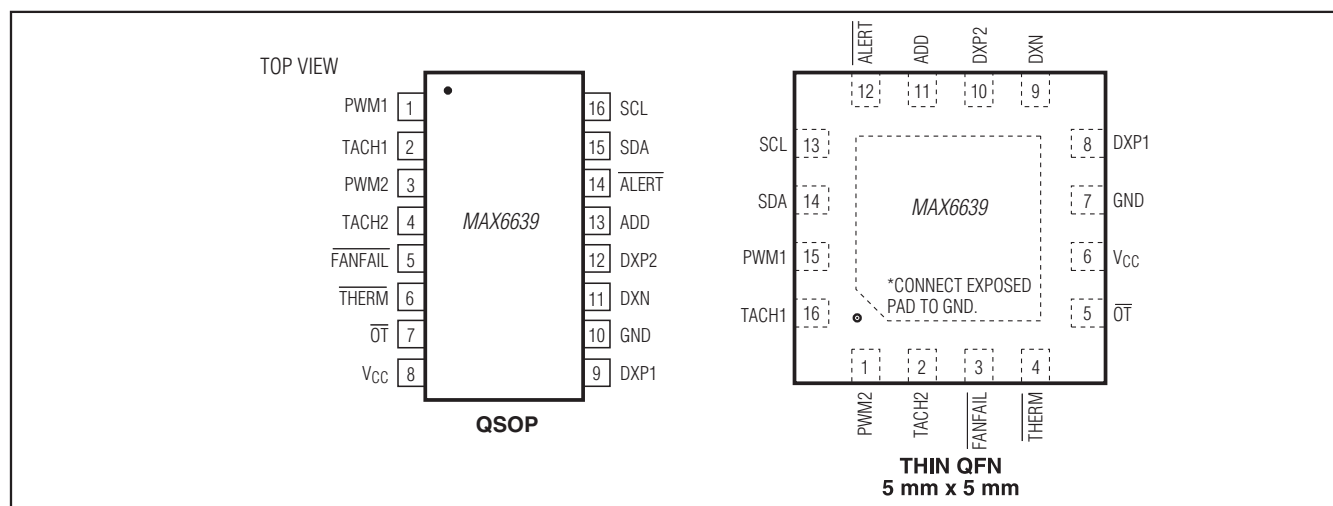 TOP VIEW
PWM1 1
TACH1 2
PWM2 3
TACH2 4
FANFAIL 5
THERM 6
OT 7
VCC 8
MAX6639
16 SCL
15 SDA
14 ALERT
13 ADD
12 DXP2
11 DXN
10 GND
9 DXP1
QSOP
ALERT ADD DXP2 DXN
12 11 10 9
SCL 13
SDA 14
PWM1 15
TACH1 16
MAX6639
*CONNECT EXPOSED
PAD TO GND.
8 DXP1
7 GND
6 VCC
5 OT
1 2 3 4
PWM2 TACH2 FANFAIL THERM
THIN QFN
5 mm x 5 mm